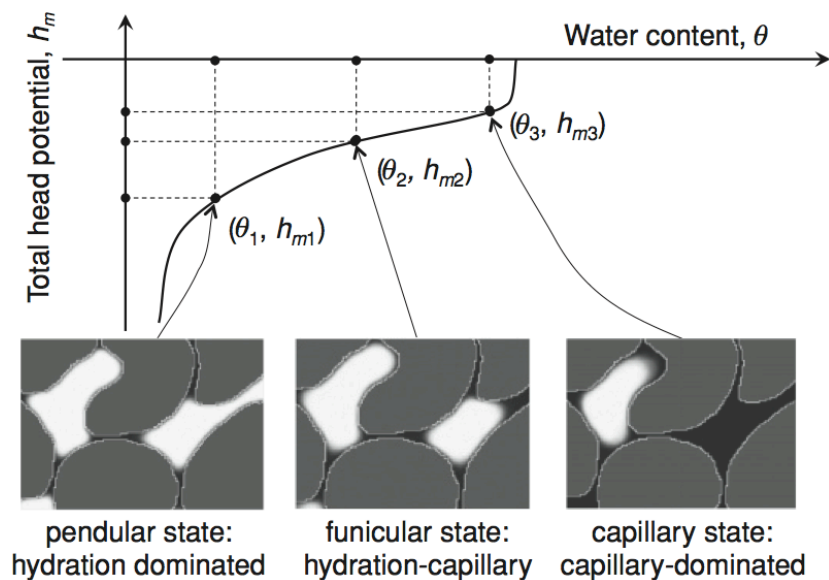 Total head potential, hₘ
Water content, θ
(θ₃, hₘ₃)
(θ₂, hₘ₂)
(θ₁, hₘ₁)
pendular state:
hydration dominated
funicular state:
hydration-capillary
capillary state:
capillary-dominated